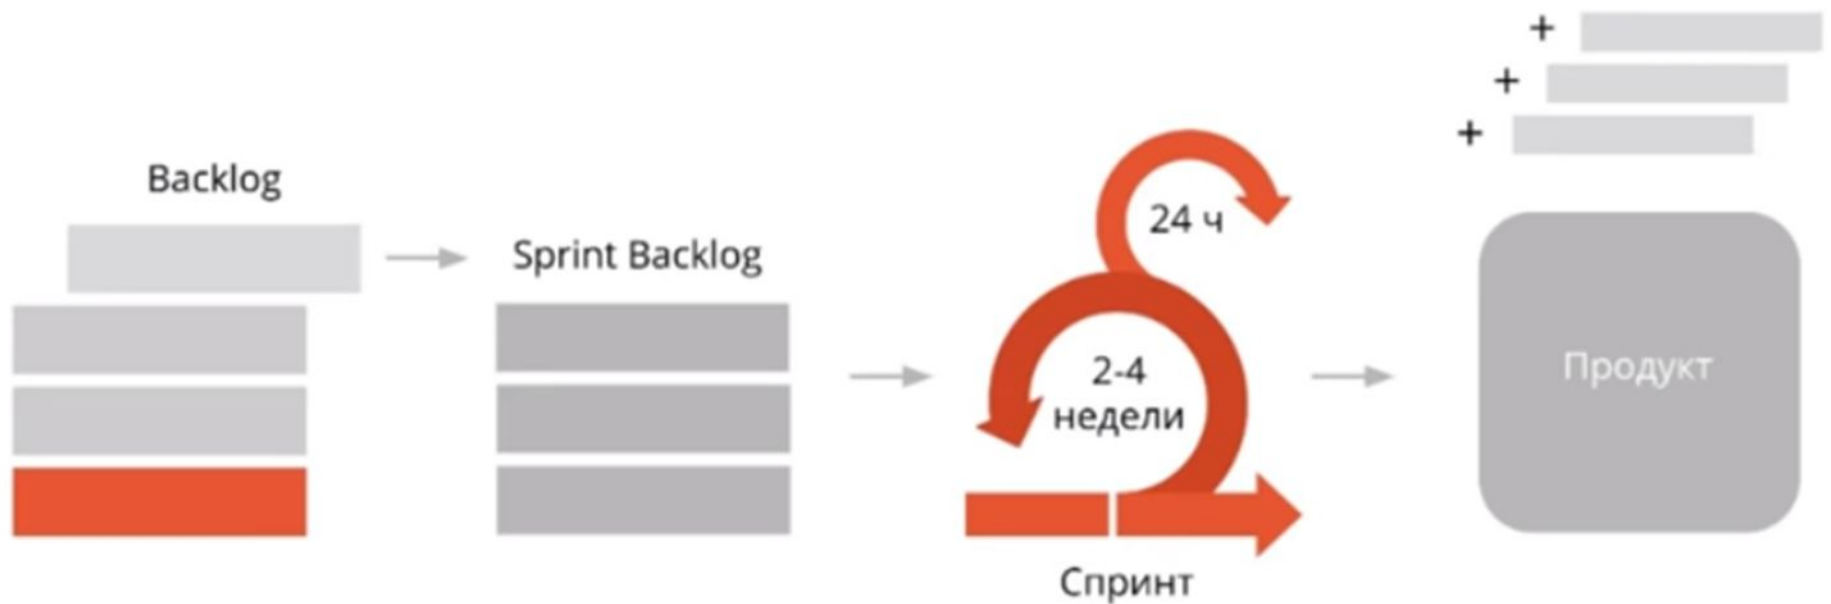 Backlog
Sprint Backlog
24 ч
2-4
недели
Спринт
+
+
+
Продукт